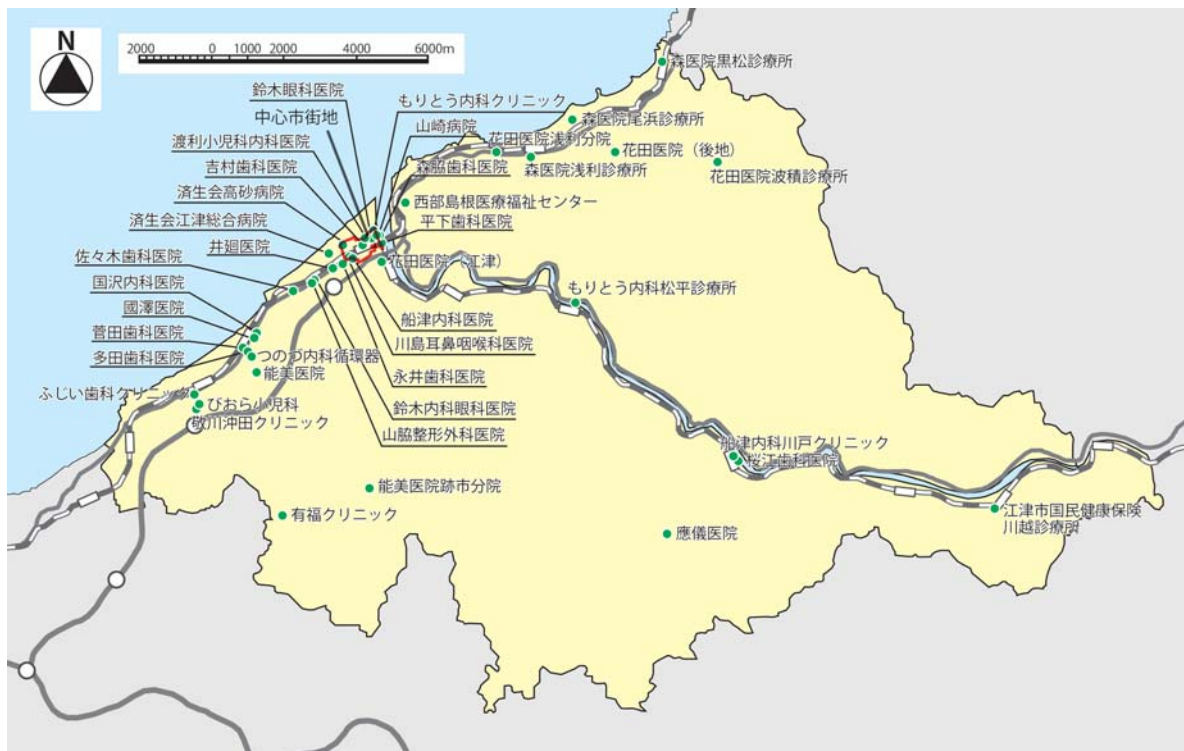 N
2000 0 1000 2000 4000 6000m
森医院黒松診療所
鈴木眼科医院
もりとう内科クリニック
中心市街地
山崎病院
森医院尾浜診療所
渡利小児科内科医院
花田医院浅利分院
吉村歯科医院
森脇歯科医院
花田医院（後地）
森医院浅利診療所
花田医院波積診療所
済生会高砂病院
西部島根医療福祉センター
済生会江津総合病院
平下歯科医院
井廻医院
佐々木歯科医院
花田医院（江津）
国沢内科医院
もりとう内科松平診療所
國澤医院
船津内科医院
菅田歯科医院
川島耳鼻咽喉科医院
多田歯科医院
つのづ内科循環器
能美医院
永井歯科医院
ふじい歯科クリニック
びおら小児科
鈴木内科眼科医院
敬川沖田クリニック
山脇整形外科医院
船津内科川戸クリニック
桜江歯科医院
能美医院跡市分院
有福クリニック
應儀医院
江津市国民健康保険
川越診療所